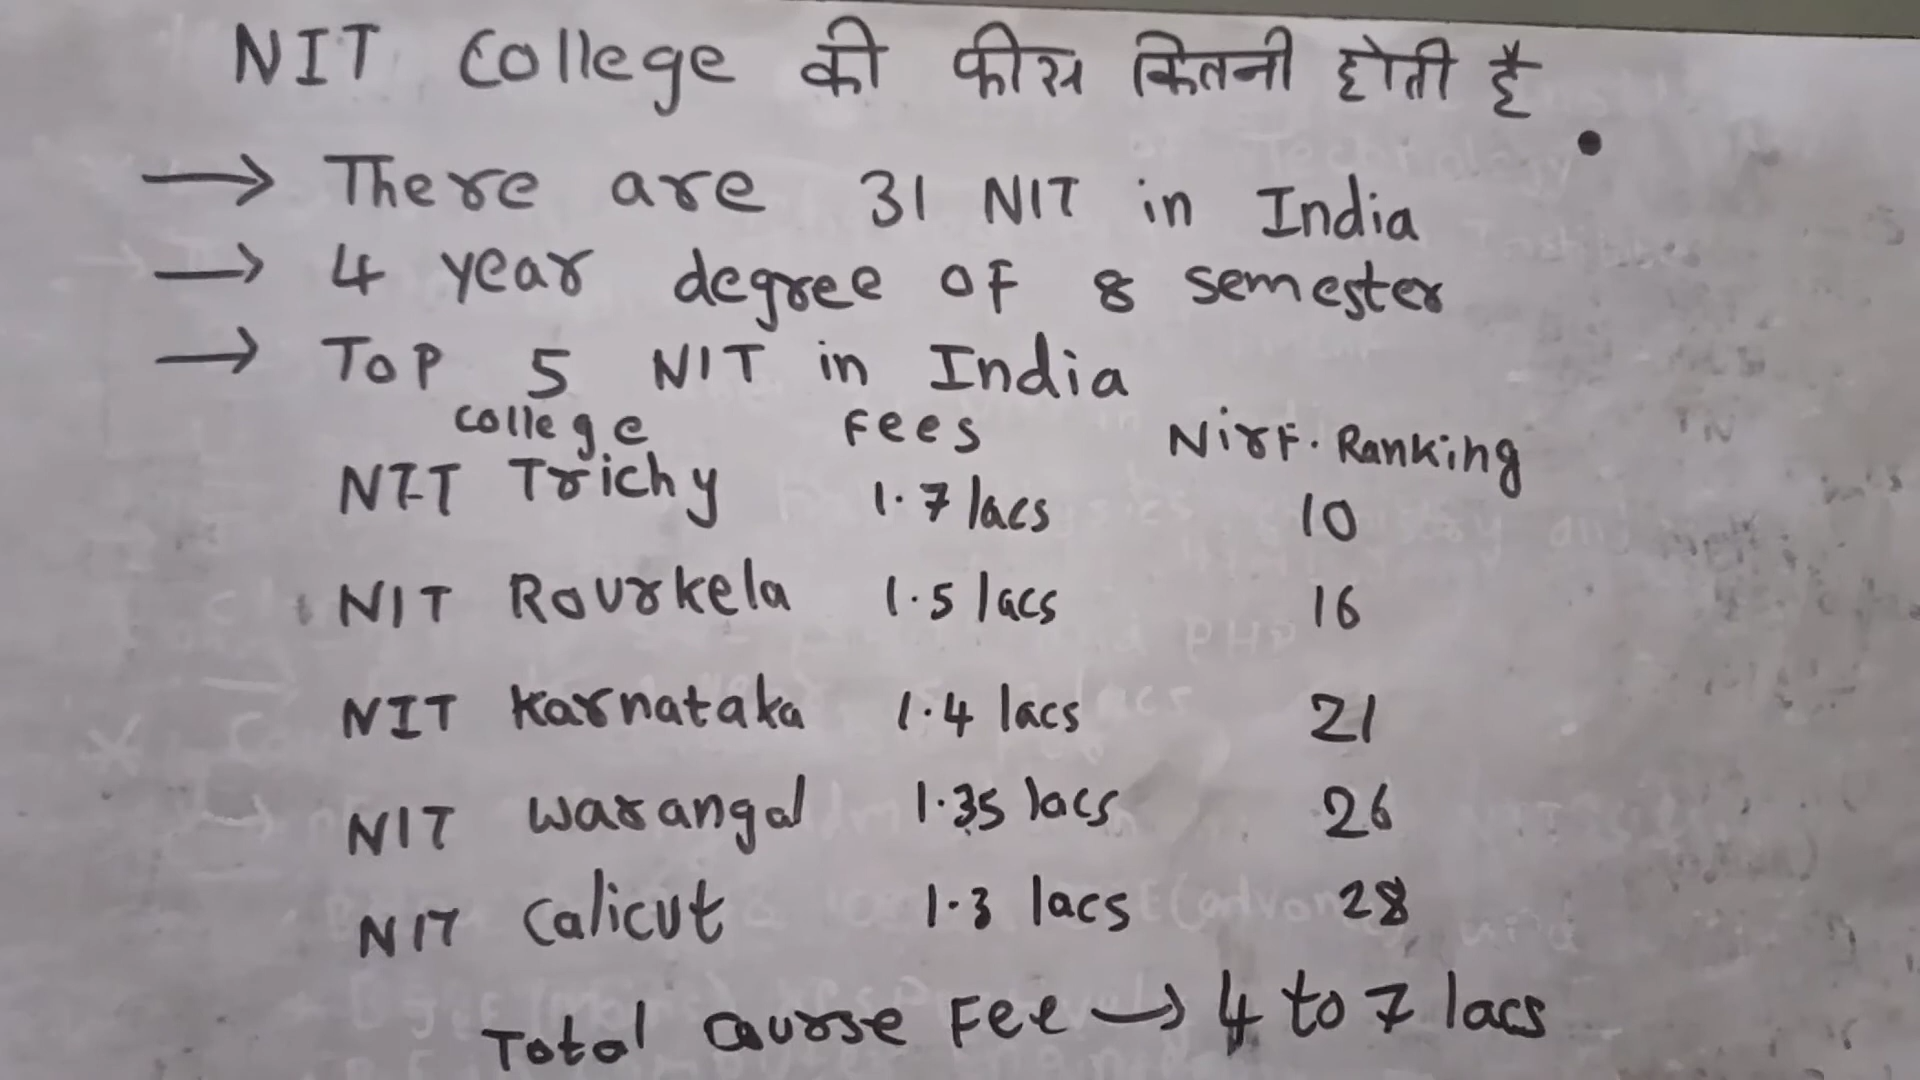 NIT College की फीस कितनी होती है
→ There are 31 NIT in India
→ 4 year degree of 8 semester
→ Top 5 NIT in India
college Fees Nirf. Ranking
NIT Trichy 1.7 lacs 10
NIT Rourkela 1.5 lacs 16
NIT Karnataka 1.4 lacs 21
NIT Warangal 1.35 lacs 26
NIT Calicut 1.3 lacs 28
Total course Fee → 4 to 7 lacs